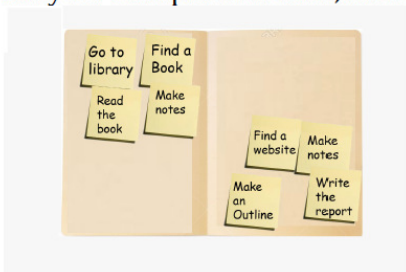 Go to
library
Find a
Book
Read
the
book
Make
notes
Find a
website
Make
notes
Make
an
Outline
Write
the
report